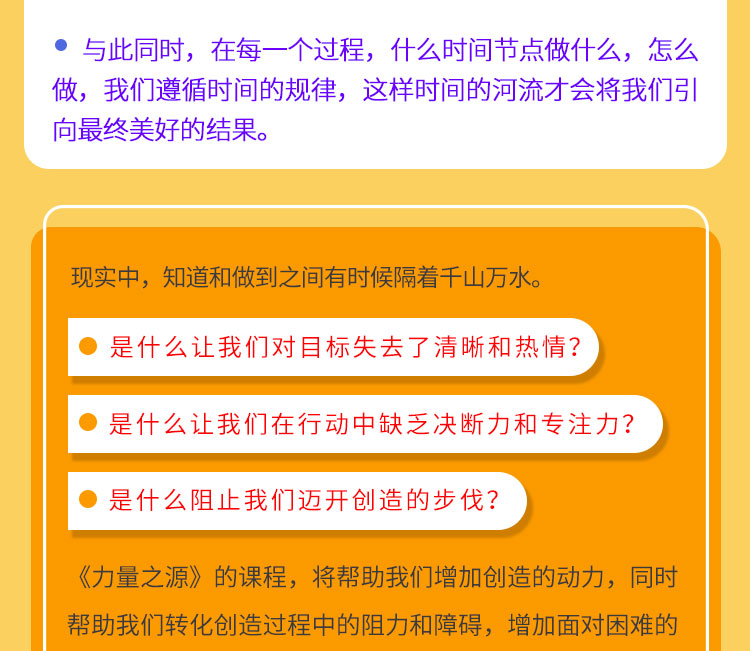 与此同时，在每一个过程，什么时间节点做什么，怎么
做，我们遵循时间的规律，这样时间的河流才会将我们引
向最终美好的结果。
现实中，知道和做到之间有时候隔着千山万水。
是什么让我们对目标失去了清晰和热情？
是什么让我们在行动中缺乏决断力和专注力？
是什么阻止我们迈开创造的步伐？
《力量之源》的课程，将帮助我们增加创造的动力，同时
帮助我们转化创造过程中的阻力和障碍，增加面对困难的